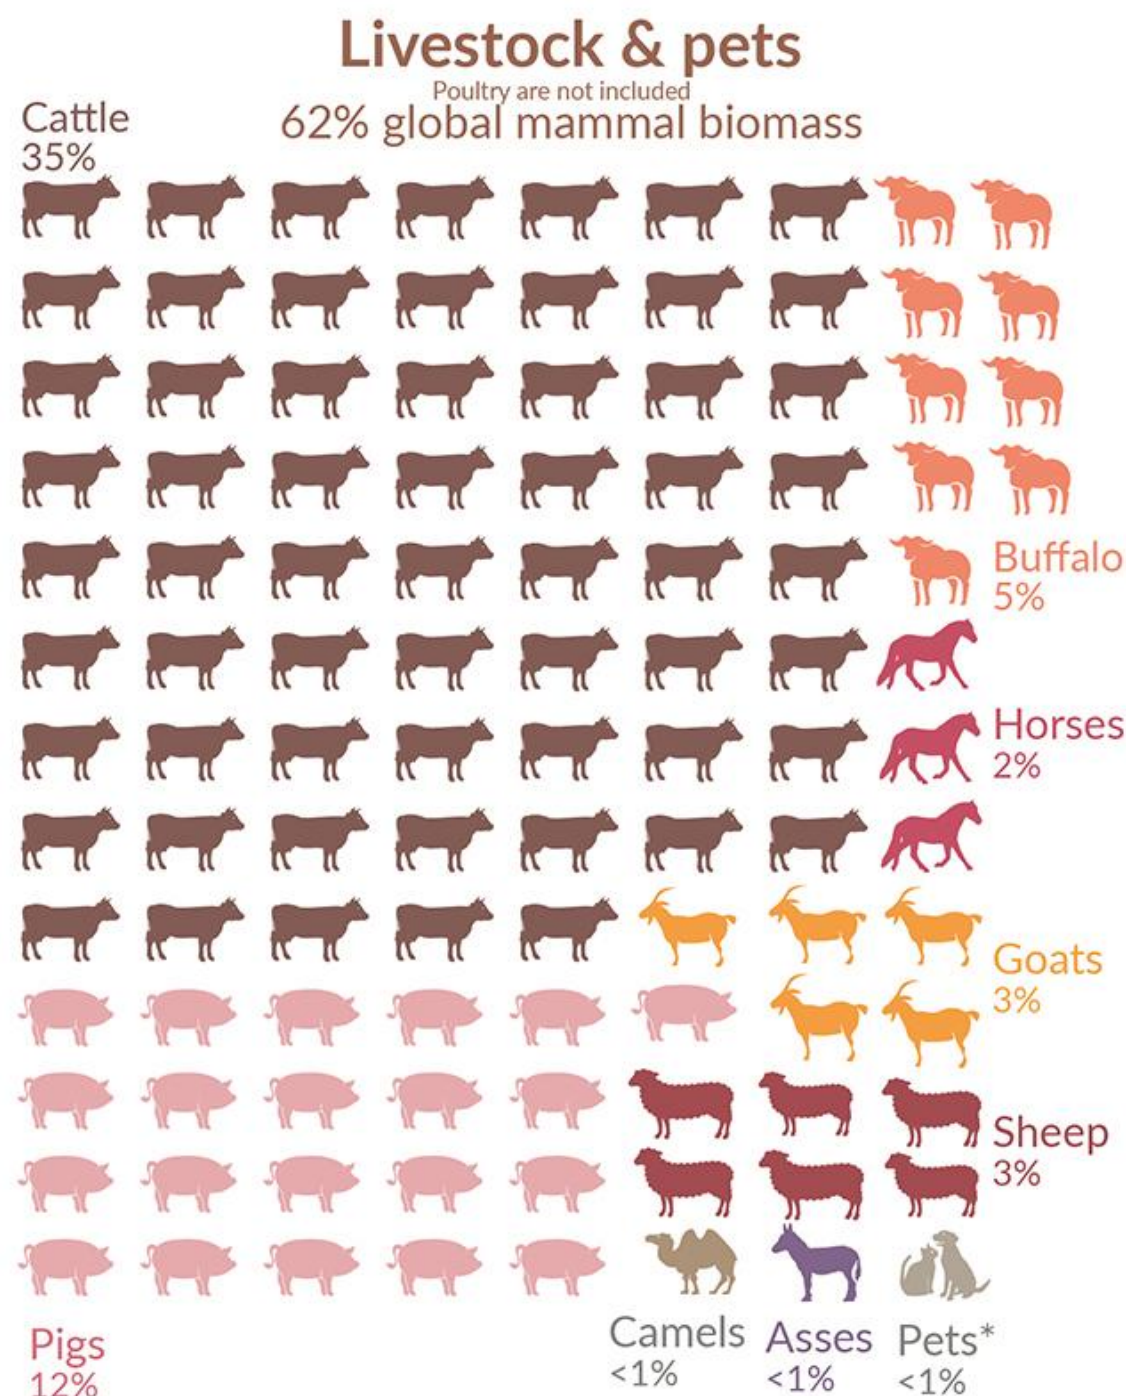 Livestock & pets
Poultry are not included
62% global mammal biomass
Cattle
35%
Buffalo
5%
Horses
2%
Goats
3%
Sheep
3%
Pigs
12%
Camels
<1%
Asses
<1%
Pets*
<1%